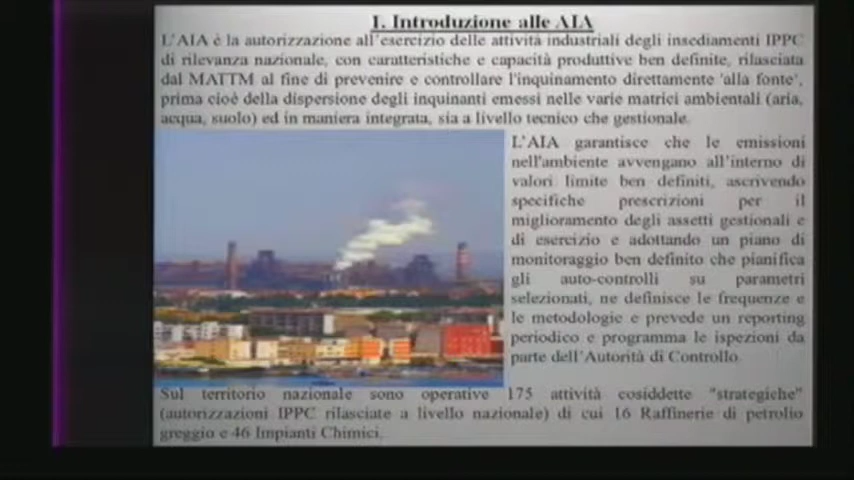 I. Introduzione alle AIA
L'AIA è la autorizzazione all'esercizio delle attività industriali degli insediamenti IPPC
di rilevanza nazionale, con caratteristiche e capacità produttive ben definite, rilasciata
dal MATTM al fine di prevenire e controllare l'inquinamento direttamente 'alla fonte',
prima cioè della dispersione degli inquinanti emessi nelle varie matrici ambientali (aria,
acqua, suolo) ed in maniera integrata, sia a livello tecnico che gestionale.
L'AIA garantisce che le emissioni
nell'ambiente avvengano all'interno di
valori limite ben definiti, ascrivendo
specifiche prescrizioni per il
miglioramento degli assetti gestionali e
di esercizio e adottando un piano di
monitoraggio ben definito che pianifica
gli auto-controlli su parametri
selezionati, ne definisce le frequenze e
le metodologie e prevede un reporting
periodico e programma le ispezioni da
parte dell'Autorità di Controllo.
Sul territorio nazionale sono operative 175 attività cosiddette "strategiche"
(autorizzazioni IPPC rilasciate a livello nazionale) di cui 16 Raffinerie di petrolio
greggio e 46 Impianti Chimici.